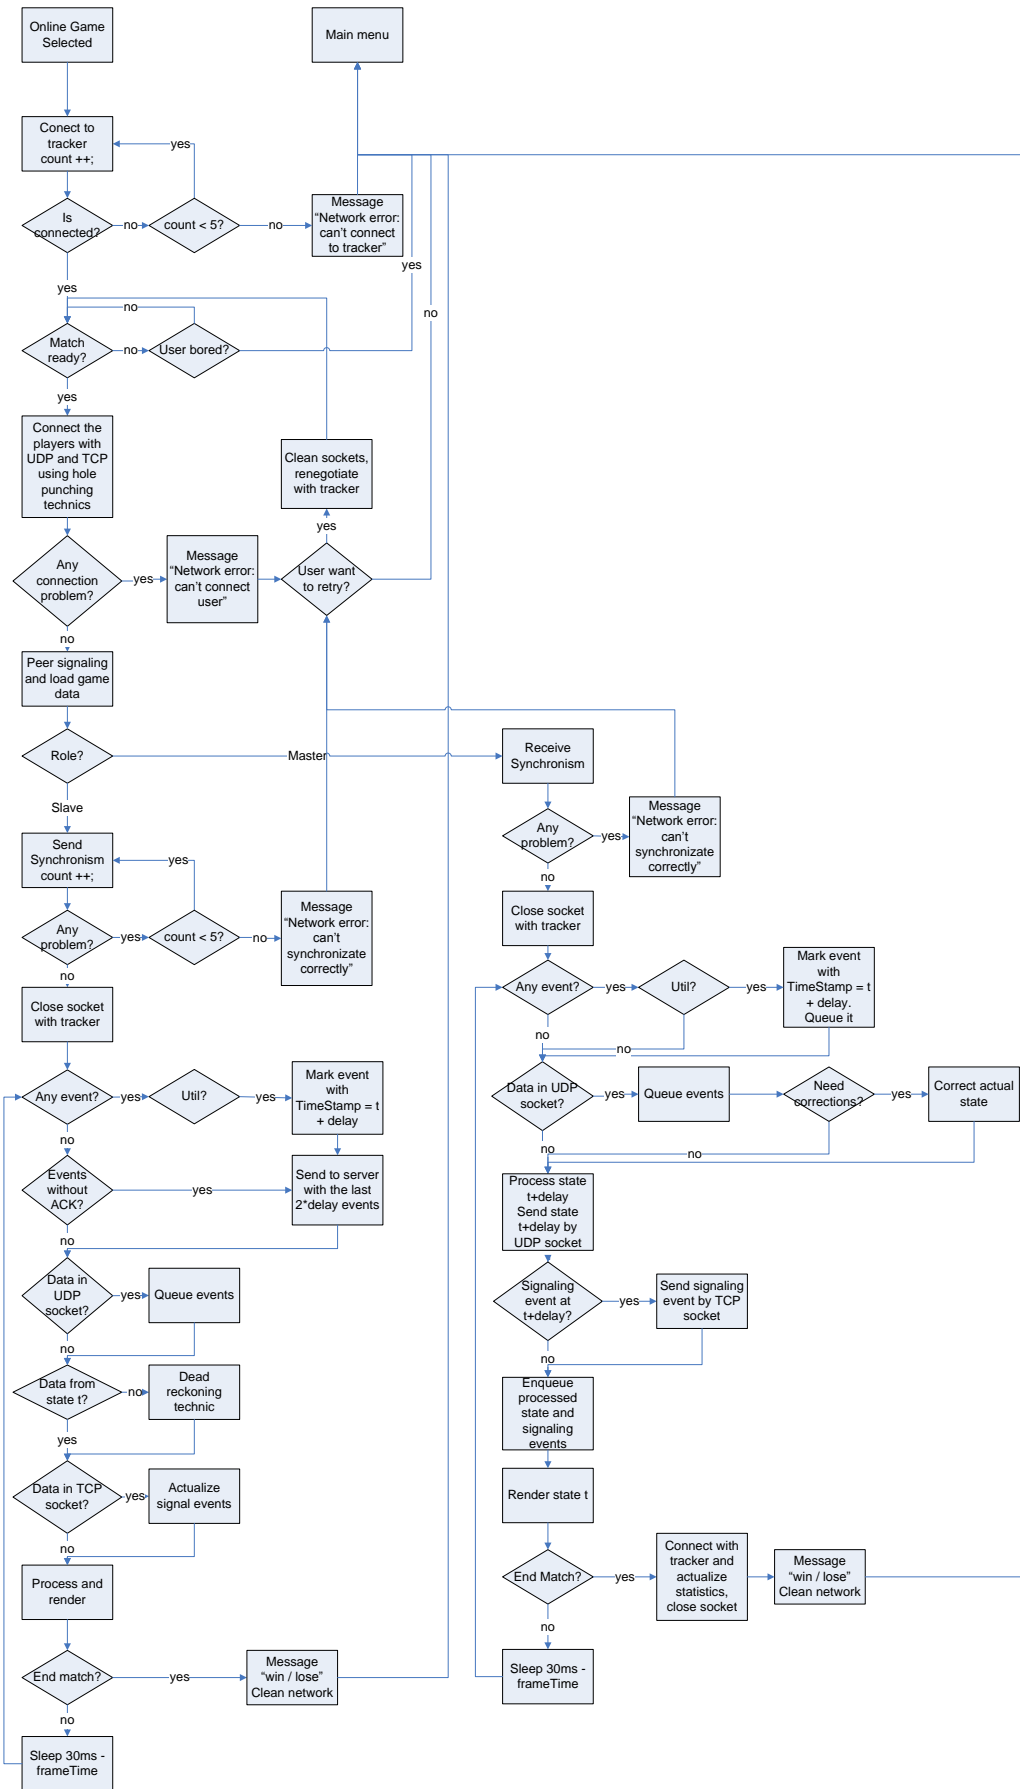 Online Game
Selected
Main menu
Conect to
tracker
count ++;
yes
Is
connected?
no
count < 5?
no
Message
“Network error:
can’t connect
to tracker”
yes
yes
no
no
Match
ready?
no
User bored?
yes
Connect the
players with
UDP and TCP
using hole
punching
technics
Clean sockets,
renegotiate
with tracker
yes
Any
connection
problem?
yes
Message
“Network error:
can’t connect
user”
User want
to retry?
no
Peer signaling
and load game
data
Role?
Master
Receive
Synchronism
Slave
Send
Synchronism
count ++;
yes
Any
problem?
yes
Message
“Network error:
can’t
synchronizate
correctly”
no
Any
problem?
yes
count < 5?
no
Message
“Network error:
can’t
synchronizate
correctly”
Close socket
with tracker
no
Close socket
with tracker
Any event?
yes
Util?
yes
Mark event
with
TimeStamp = t
+ delay.
Queue it
no
no
Any event?
yes
Util?
yes
Mark event
with
TimeStamp = t
+ delay
Data in UDP
socket?
yes
Queue events
Need
corrections?
yes
Correct actual
state
no
no
no
Events
without
ACK?
yes
Send to server
with the last
2*delay events
Process state
t+delay
Send state
t+delay by
UDP socket
no
Data in
UDP
socket?
yes
Queue events
Signaling
event at
t+delay?
yes
Send signaling
event by TCP
socket
no
no
Data from
state t?
no
Dead
reckoning
technic
Enqueue
processed
state and
signaling
events
yes
Data in TCP
socket?
yes
Actualize
signal events
Render state t
no
Process and
render
End Match?
yes
Connect with
tracker and
actualize
statistics,
close socket
Message
“win / lose”
Clean network
no
End match?
yes
Message
“win / lose”
Clean network
Sleep 30ms -
frameTime
no
Sleep 30ms -
frameTime